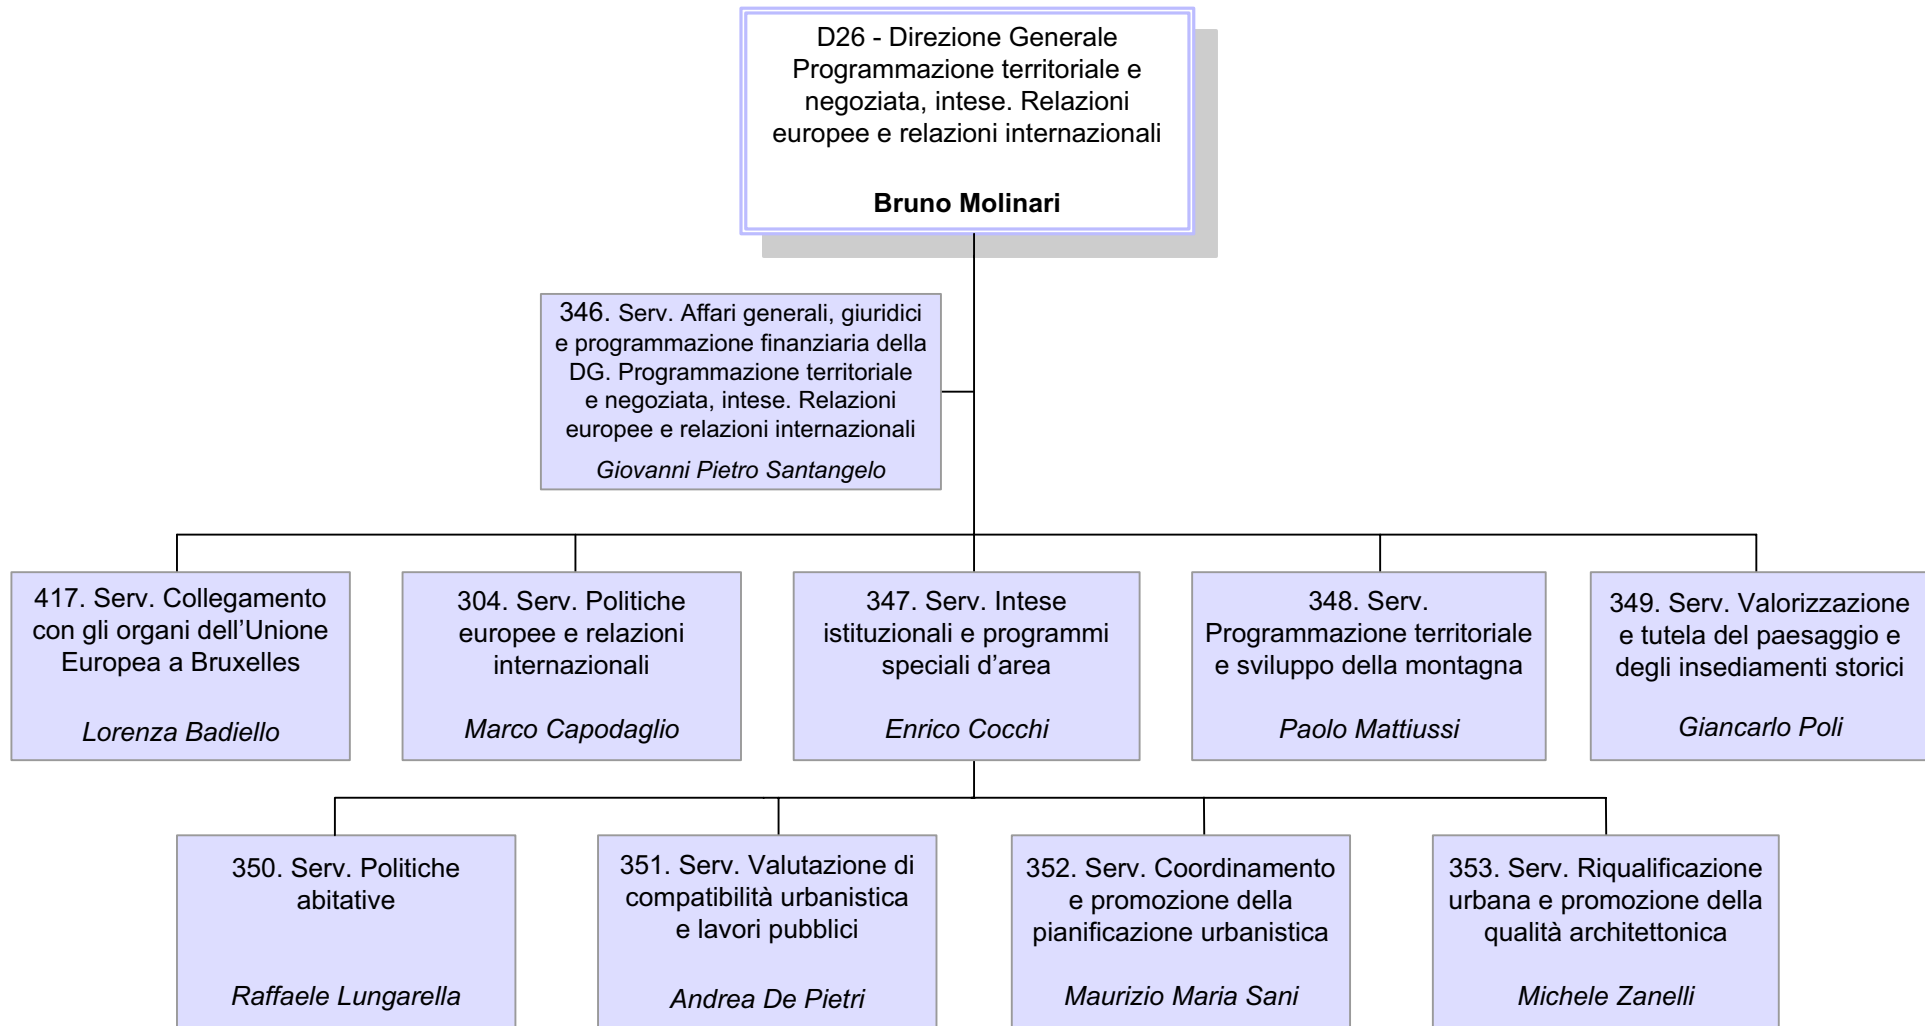 D26 - Direzione Generale
Programmazione territoriale e
negoziata, intese. Relazioni
europee e relazioni internazionali
Bruno Molinari
346. Serv. Affari generali, giuridici
e programmazione finanziaria della
DG. Programmazione territoriale
e negoziata, intese. Relazioni
europee e relazioni internazionali
Giovanni Pietro Santangelo
417. Serv. Collegamento
con gli organi dell’Unione
Europea a Bruxelles
Lorenza Badiello
304. Serv. Politiche
europee e relazioni
internazionali
Marco Capodaglio
347. Serv. Intese
istituzionali e programmi
speciali d’area
Enrico Cocchi
348. Serv.
Programmazione territoriale
e sviluppo della montagna
Paolo Mattiussi
349. Serv. Valorizzazione
e tutela del paesaggio e
degli insediamenti storici
Giancarlo Poli
350. Serv. Politiche
abitative
Raffaele Lungarella
351. Serv. Valutazione di
compatibilità urbanistica
e lavori pubblici
Andrea De Pietri
352. Serv. Coordinamento
e promozione della
pianificazione urbanistica
Maurizio Maria Sani
353. Serv. Riqualificazione
urbana e promozione della
qualità architettonica
Michele Zanelli